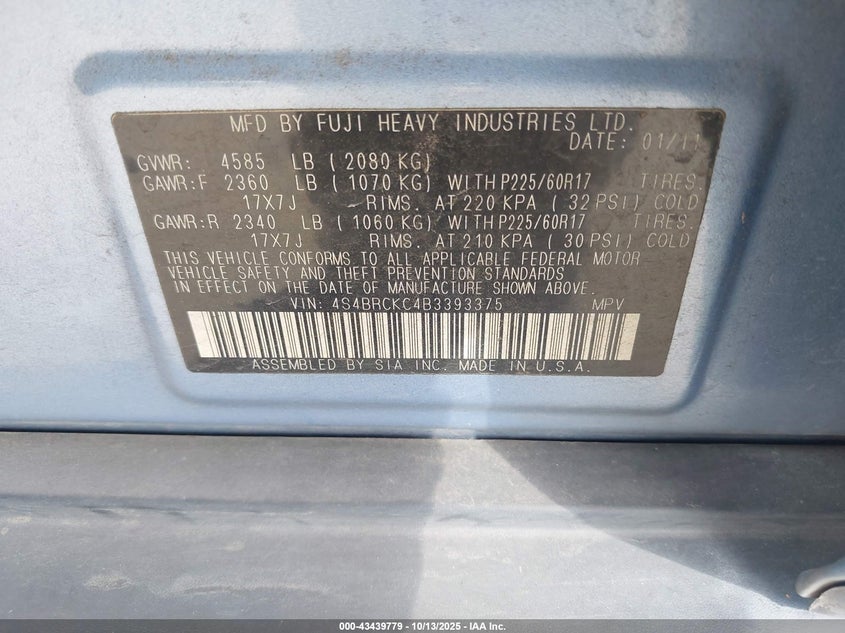 MFD BY FUJI HEAVY INDUSTRIES LTD.
DATE: 01/11
GVWR: 4585 LB ( 2080 KG)
GAWR:F 2360 LB ( 1070 KG) WITH P225/60R17 TIRES.
17X7J RIMS. AT 220 KPA ( 32 PSI) COLD
GAWR:R 2340 LB ( 1060 KG) WITH P225/60R17 TIRES.
17X7J RIMS. AT 210 KPA ( 30 PSI) COLD
THIS VEHICLE CONFORMS TO ALL APPLICABLE FEDERAL MOTOR
VEHICLE SAFETY AND THEFT PREVENTION STANDARDS
IN EFFECT ON THE DATE OF MANUFACTURE SHOWN ABOVE.
VIN: 4S4BRCKC4B3393375 MPV
ASSEMBLED BY SIA INC. MADE IN U.S.A.
000-43439779 | 10/13/2025 - IAA Inc.